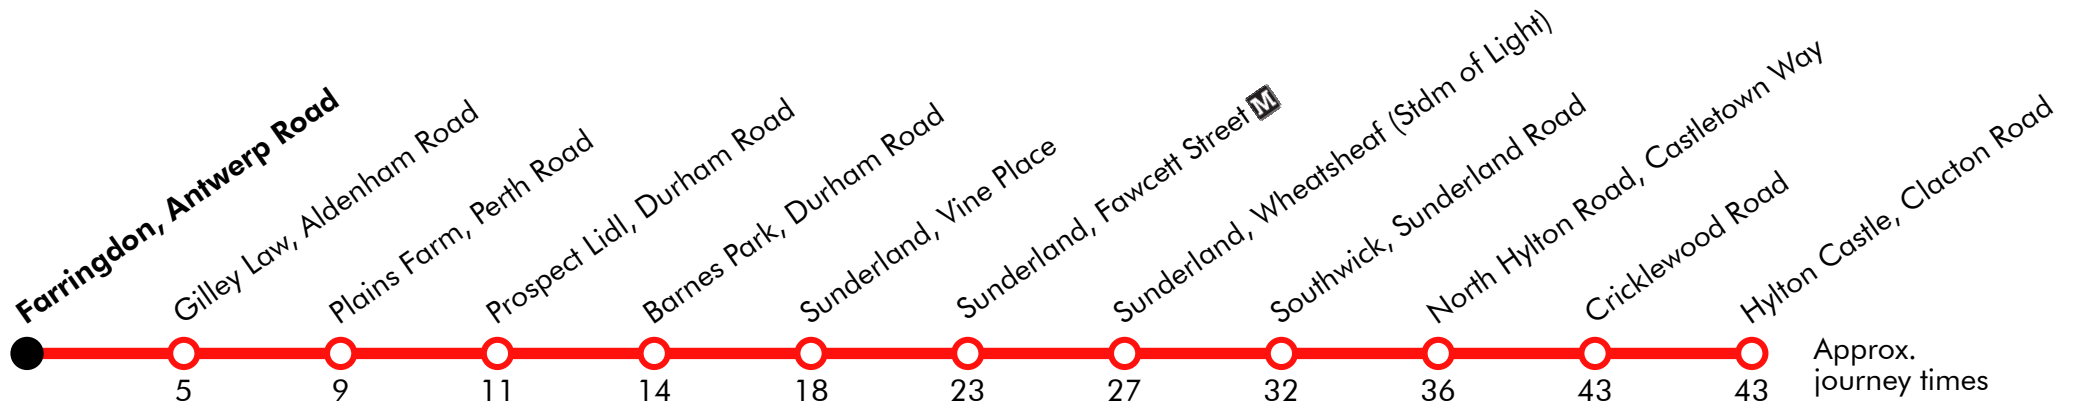 Farringdon, Antwerp Road
Gilley Law, Aldenham Road
Plains Farm, Perth Road
Prospect Lidl, Durham Road
Barnes Park, Durham Road
Sunderland, Vine Place
Sunderland, Fawcett Street M
Sunderland, Wheatsheaf (Stdm of Light)
Southwick, Sunderland Road
North Hylton Road, Castletown Way
Cricklewood Road
Hylton Castle, Clacton Road
5 9 11 14 18 23 27 32 36 43 43
Approx.
journey times